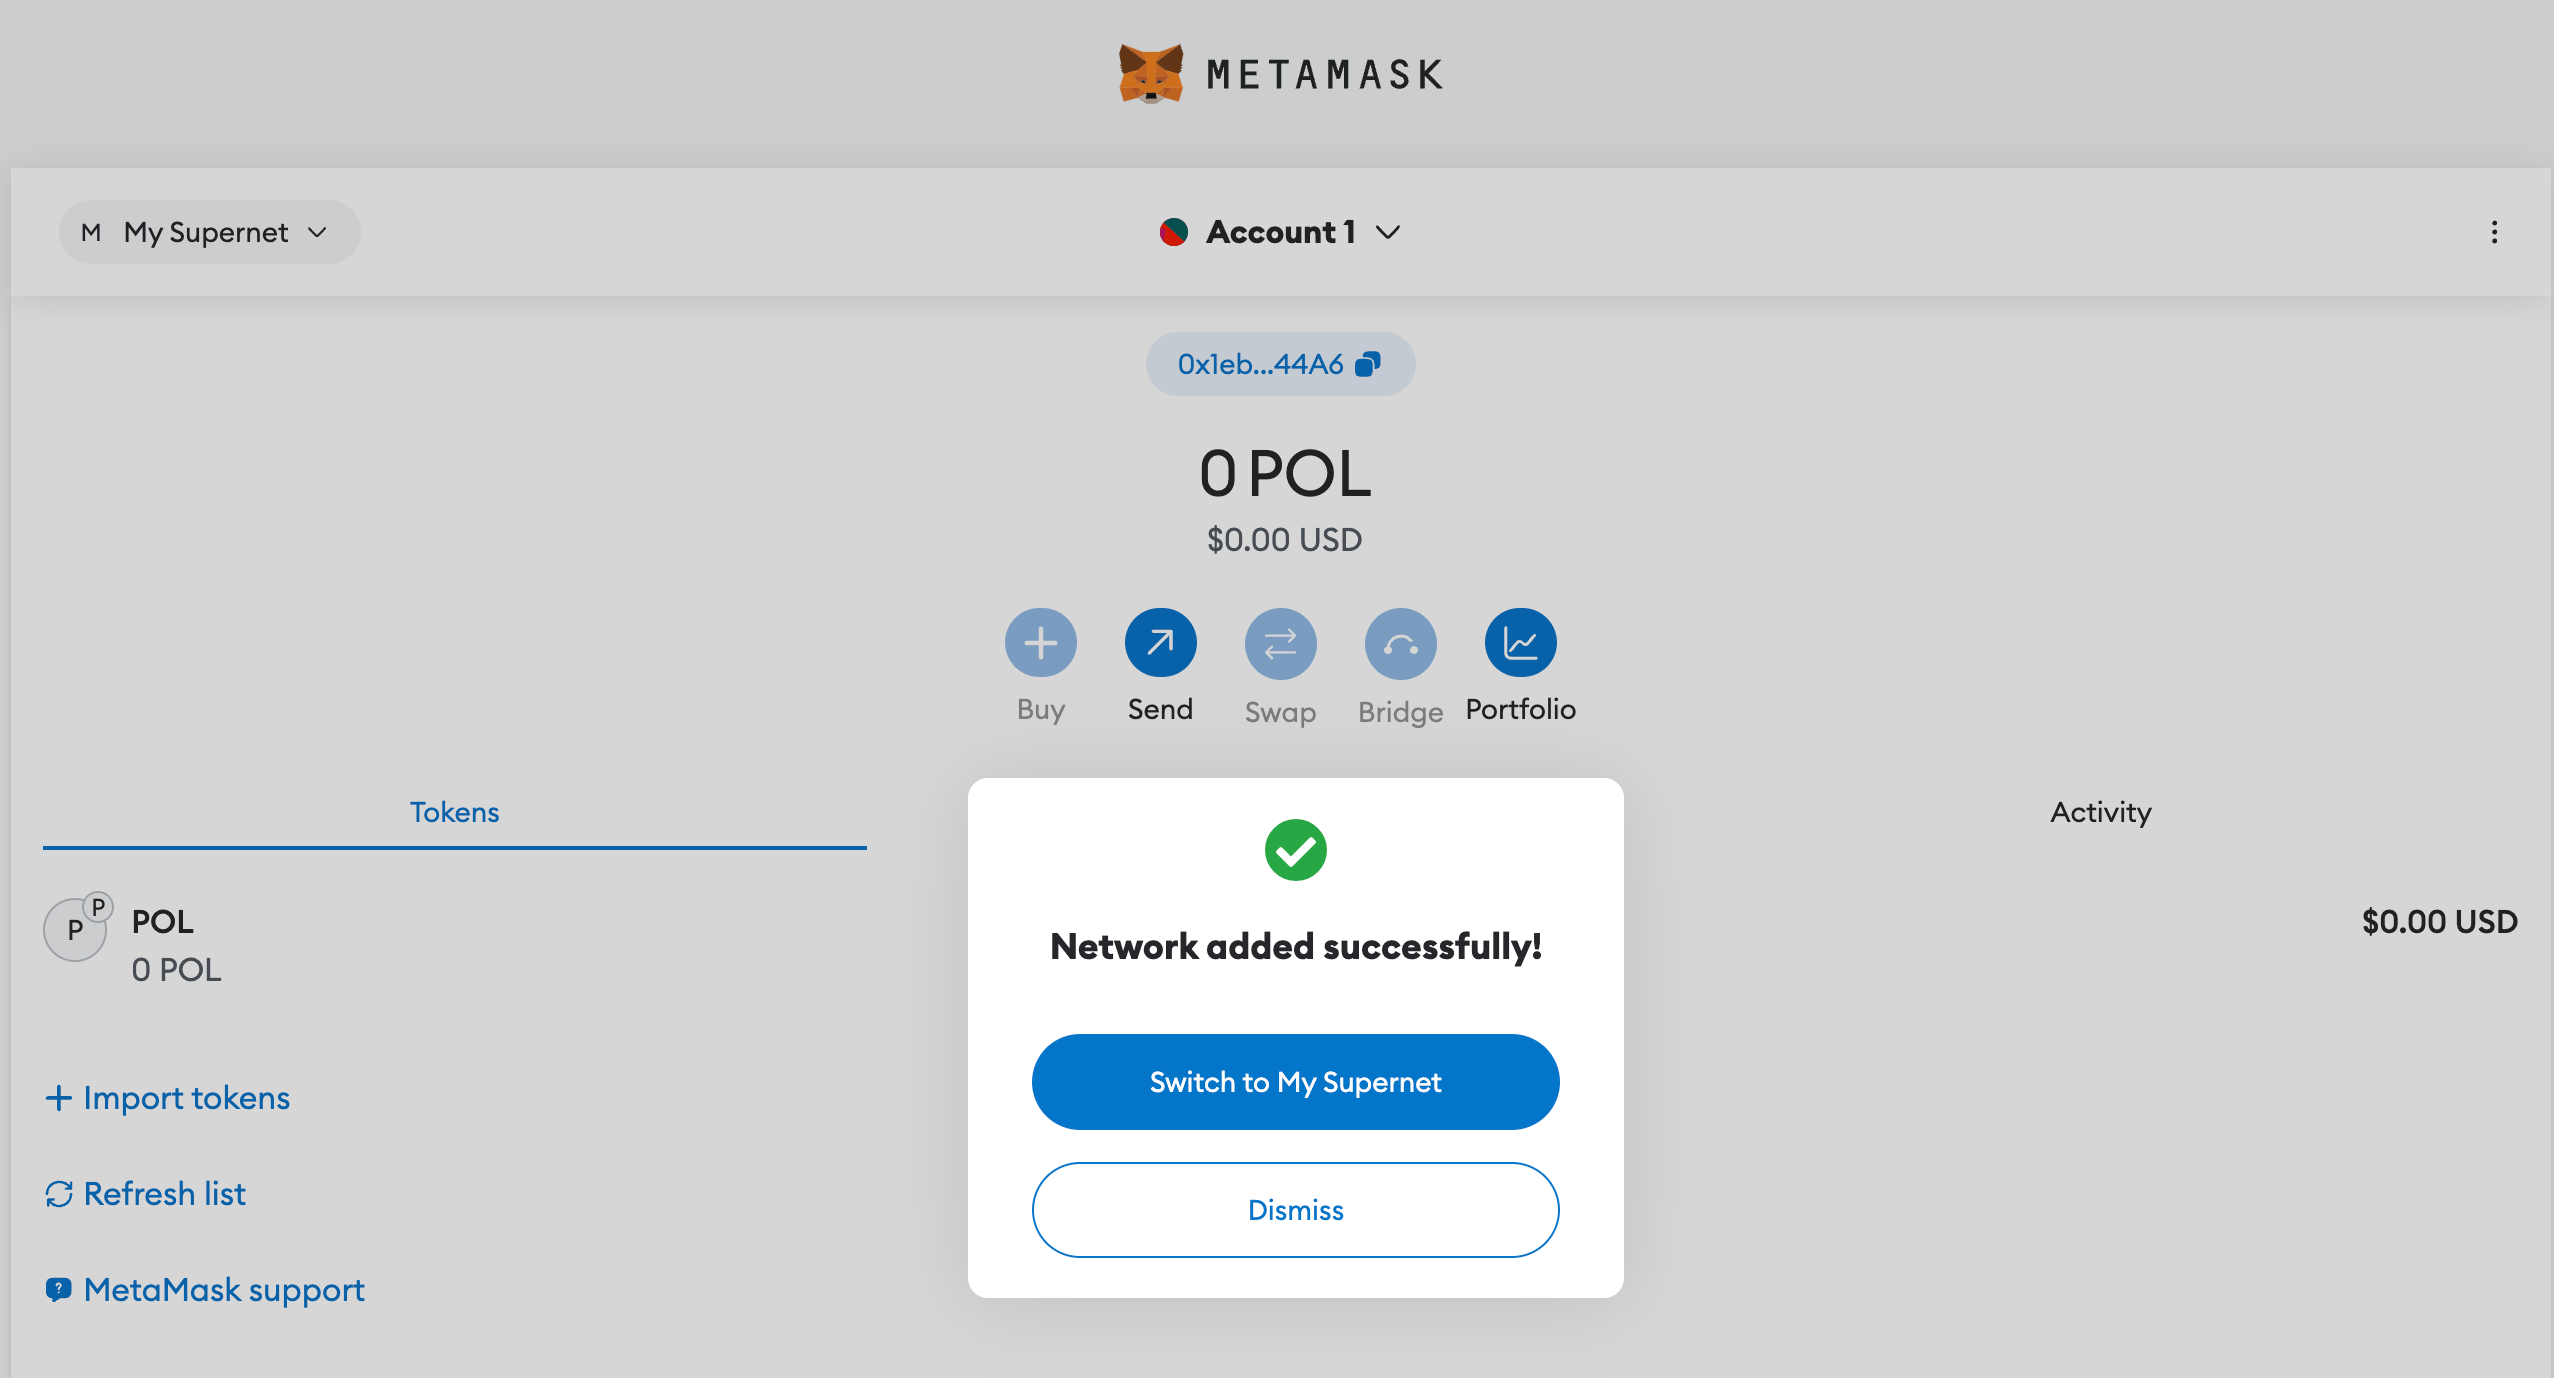 METAMASK
M My Supernet
Account 1
0x1eb...44A6
0 POL
$0.00 USD
Buy
Send
Swap
Bridge
Portfolio
Tokens
Activity
P
P
POL
0 POL
$0.00 USD
Network added successfully!
Switch to My Supernet
Dismiss
Import tokens
Refresh list
MetaMask support